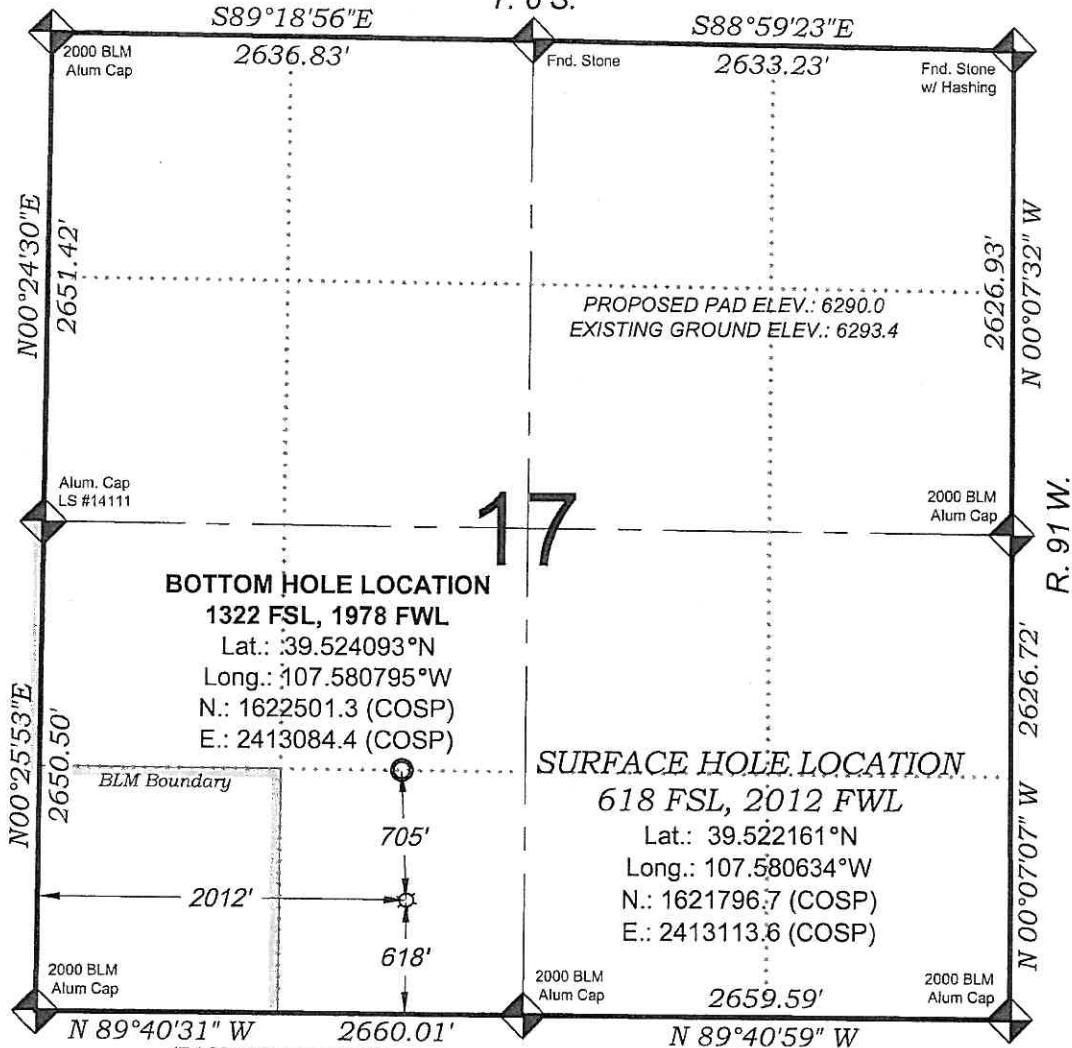 T. 6 S.
S89°18'56"E
S88°59'23"E
2000 BLM
Alum Cap
2636.83'
Fnd. Stone
2633.23'
Fnd. Stone
w/ Hashing
N00°24'30"E
2651.42'
2626.93'
N 00°07'32" W
PROPOSED PAD ELEV.: 6290.0
EXISTING GROUND ELEV.: 6293.4
Alum. Cap
LS #14111
17
2000 BLM
Alum Cap
R. 91 W.
BOTTOM HOLE LOCATION
1322 FSL, 1978 FWL
Lat.: 39.524093°N
Long.: 107.580795°W
N.: 1622501.3 (COSP)
E.: 2413084.4 (COSP)
N00°25'53"E
2650.50'
2626.72'
N 00°07'07" W
BLM Boundary
SURFACE HOLE LOCATION
618 FSL, 2012 FWL
Lat.: 39.522161°N
Long.: 107.580634°W
N.: 1621796.7 (COSP)
E.: 2413113.6 (COSP)
705'
2012'
618'
2000 BLM
Alum Cap
2000 BLM
Alum Cap
2659.59'
2000 BLM
Alum Cap
N 89°40'31" W
2660.01'
N 89°40'59" W